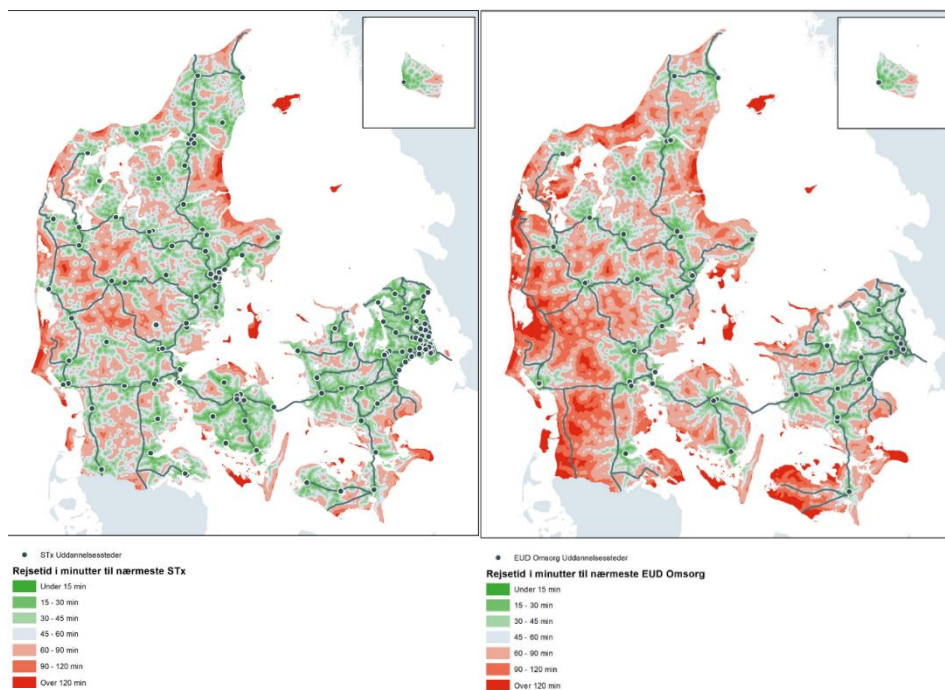 STx Uddannelsessteder
Rejsetid i minutter til nærmeste STx
Under 15 min
15 - 30 min
30 - 45 min
45 - 60 min
60 - 90 min
90 - 120 min
Over 120 min
EUD Omsorg Uddannelsessteder
Rejsetid i minutter til nærmeste EUD Omsorg
Under 15 min
15 - 30 min
30 - 45 min
45 - 60 min
60 - 90 min
90 - 120 min
Over 120 min